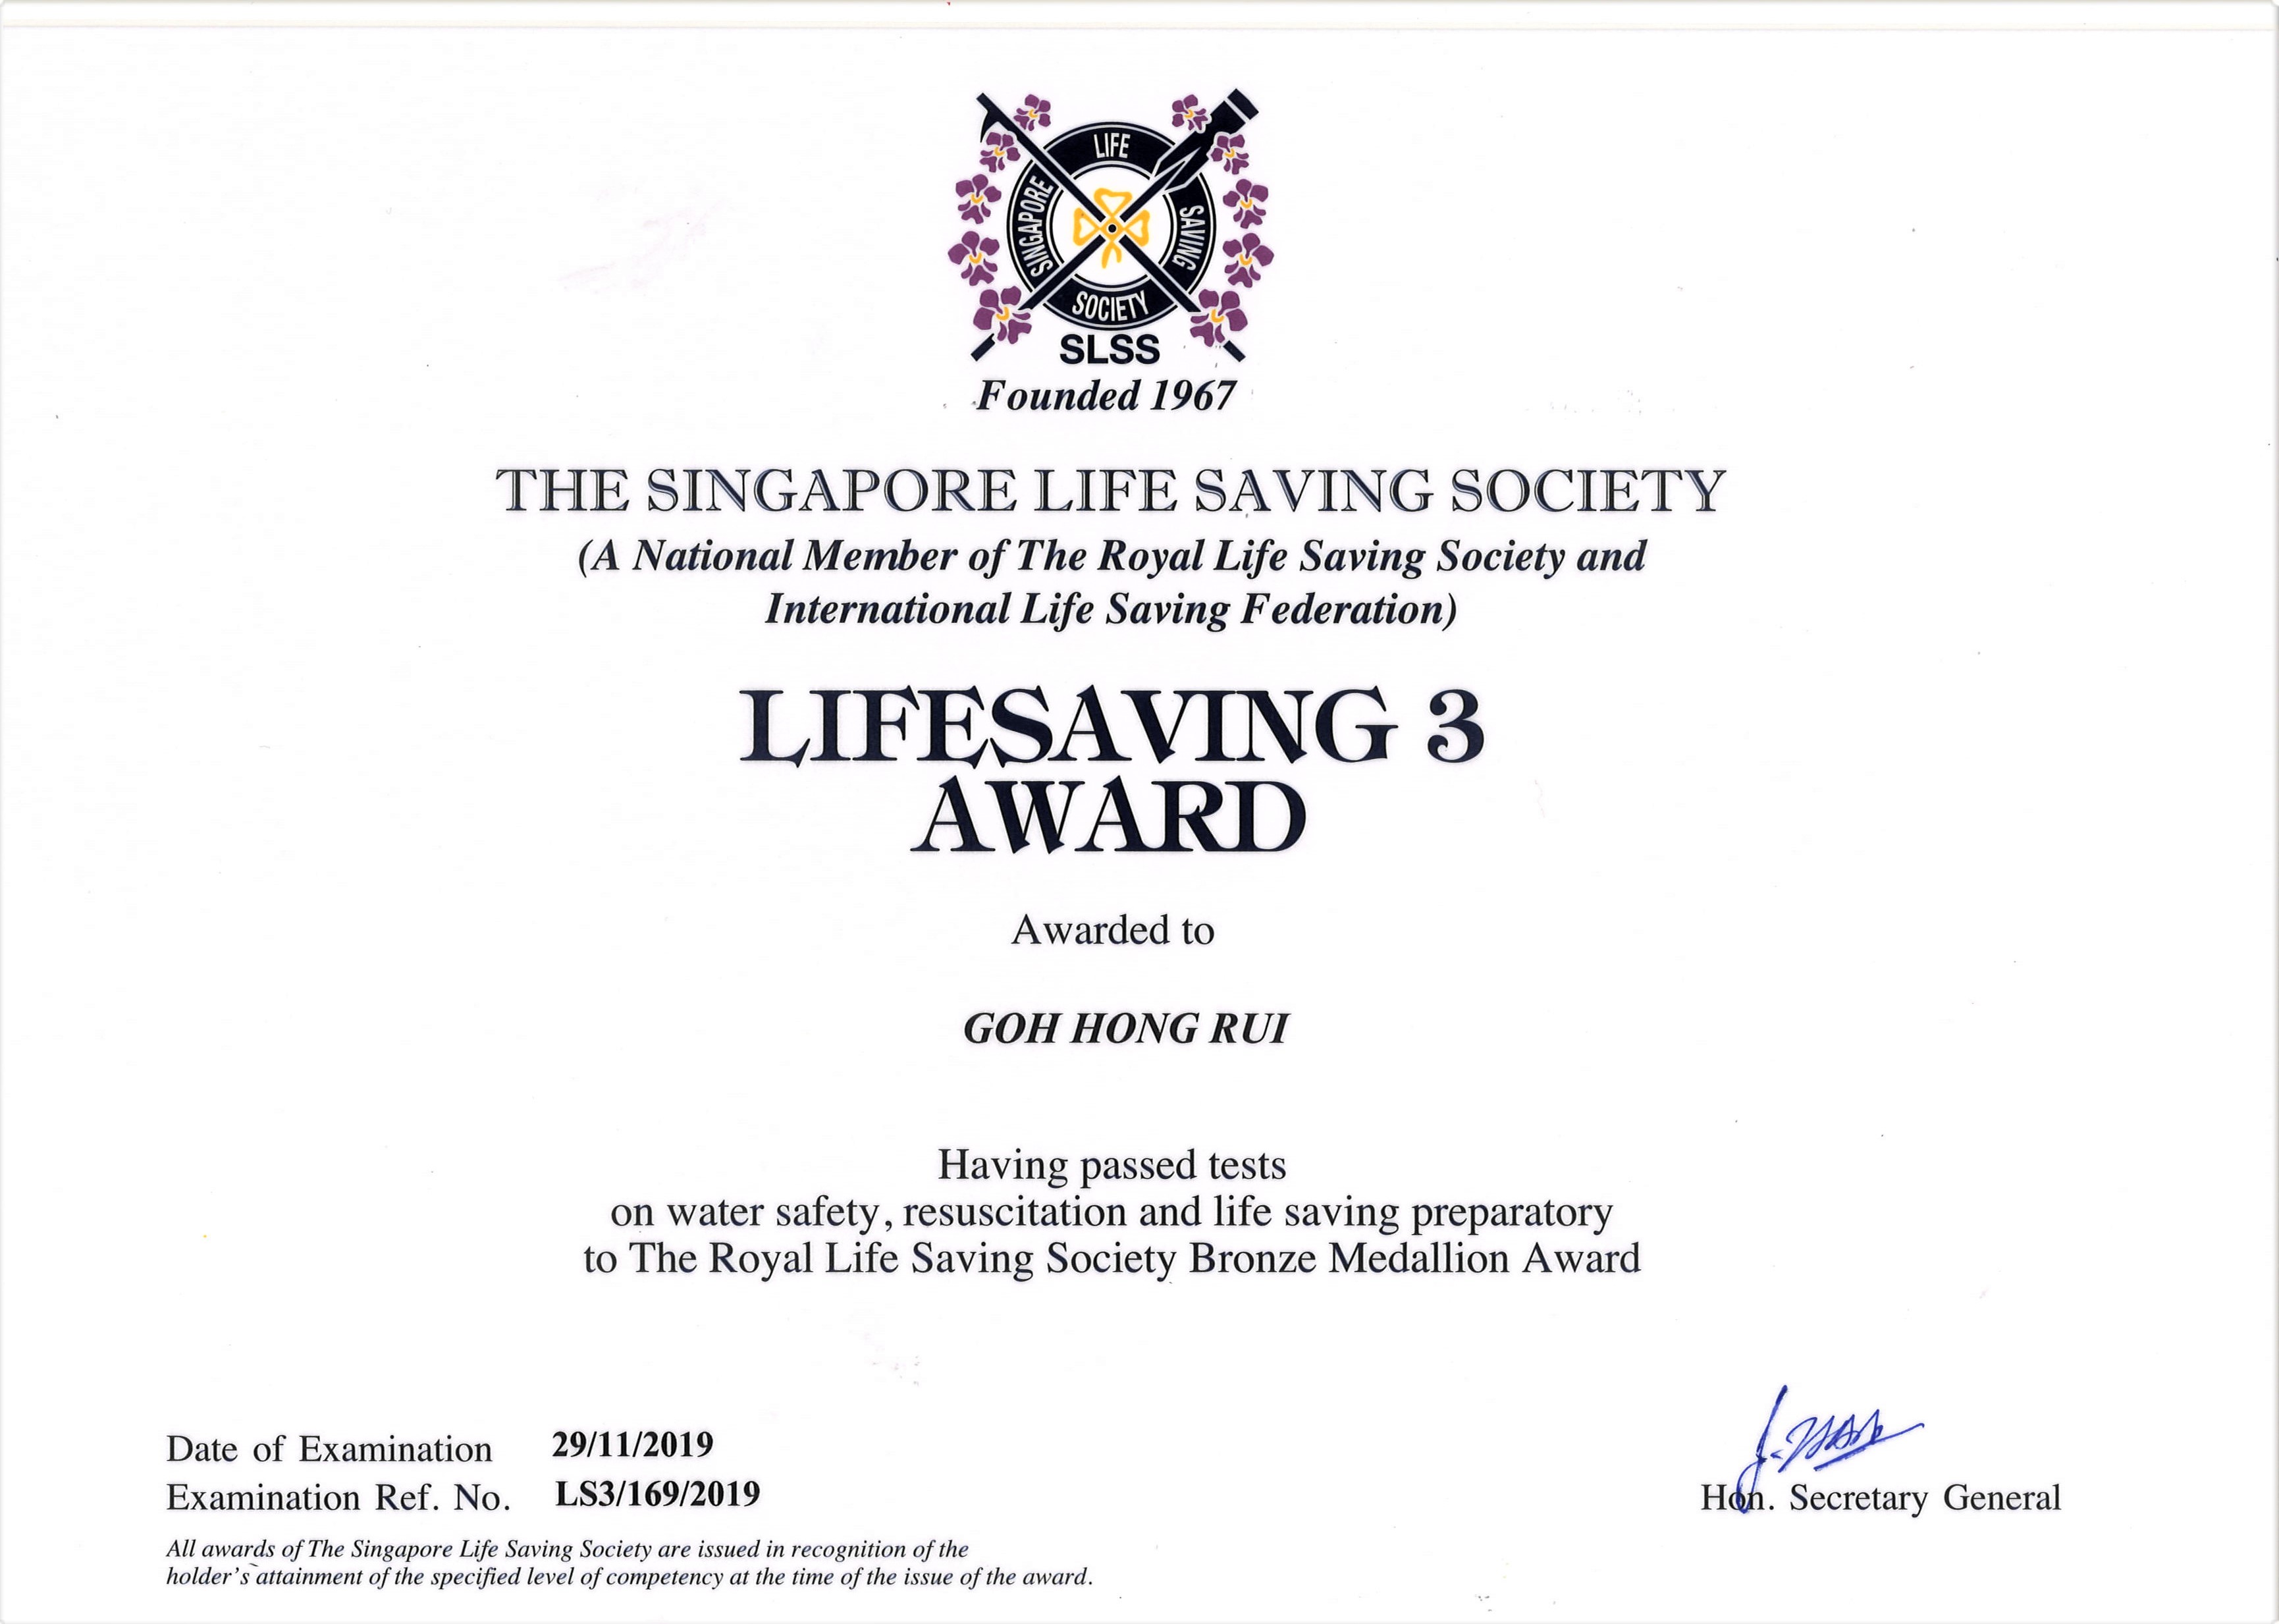 SINGAPORE LIFE SAVING SOCIETY
SLSS
Founded 1967
THE SINGAPORE LIFE SAVING SOCIETY
(A National Member of The Royal Life Saving Society and
International Life Saving Federation)
LIFESAVING 3
AWARD
Awarded to
GOH HONG RUI
Having passed tests
on water safety, resuscitation and life saving preparatory
to The Royal Life Saving Society Bronze Medallion Award
Date of Examination 29/11/2019
Examination Ref. No. LS3/169/2019
Hon. Secretary General
All awards of The Singapore Life Saving Society are issued in recognition of the
holder's attainment of the specified level of competency at the time of the issue of the award.